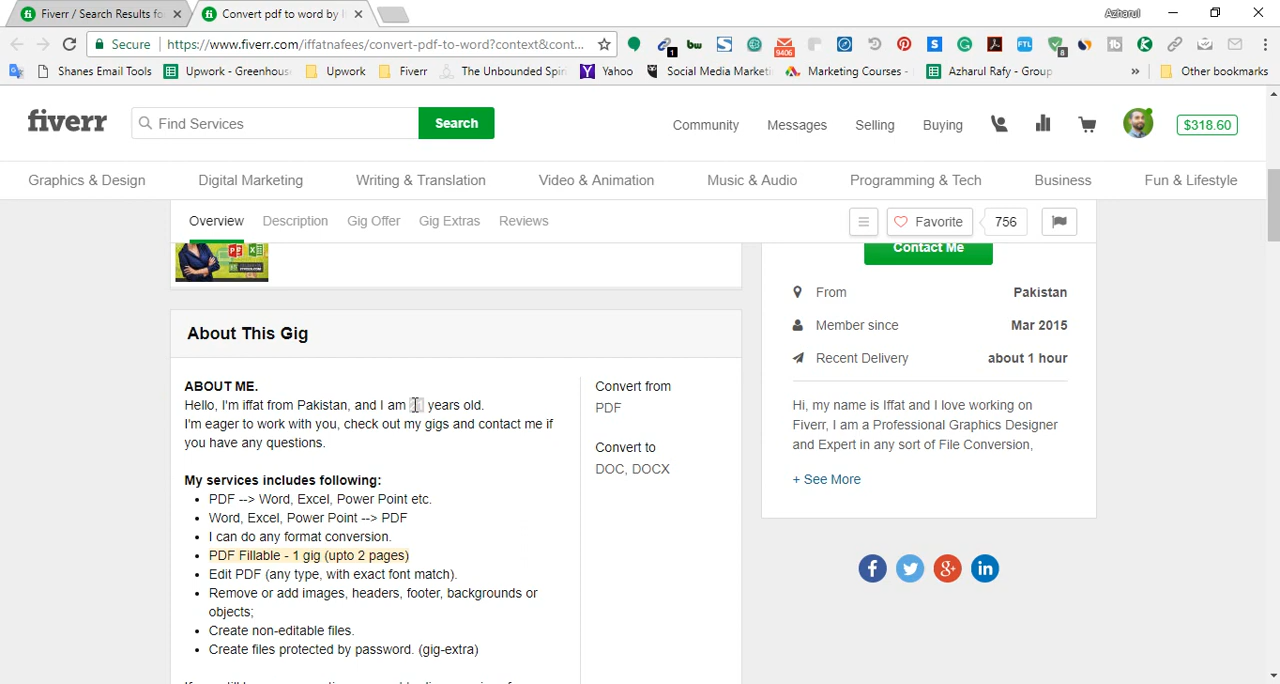 Fiverr / Search Results fo
Convert pdf to word by I
Azharul
Secure
https://www.fiverr.com/iffatnafees/convert-pdf-to-word?context&cont...
1
bw
S
9406
S
FTL
8
tb
Shanes Email Tools
Upwork - Greenhous
Upwork
Fiverr
The Unbounded Spiri
Yahoo
Social Media Marketi
Marketing Courses -
Azharul Rafy - Group
»
Other bookmarks
fiverr
Find Services
Search
Community
Messages
Selling
Buying
$318.60
Graphics & Design
Digital Marketing
Writing & Translation
Video & Animation
Music & Audio
Programming & Tech
Business
Fun & Lifestyle
Overview
Description
Gig Offer
Gig Extras
Reviews
Favorite
756
Contact Me
From Pakistan
Member since Mar 2015
Recent Delivery about 1 hour
Hi, my name is Iffat and I love working on
Fiverr, I am a Professional Graphics Designer
and Expert in any sort of File Conversion,
+ See More
About This Gig
ABOUT ME.
Hello, I'm iffat from Pakistan, and I am years old.
I'm eager to work with you, check out my gigs and contact me if
you have any questions.
My services includes following:
• PDF --> Word, Excel, Power Point etc.
• Word, Excel, Power Point --> PDF
• I can do any format conversion.
• PDF Fillable - 1 gig (upto 2 pages)
• Edit PDF (any type, with exact font match).
• Remove or add images, headers, footer, backgrounds or
objects;
• Create non-editable files.
• Create files protected by password. (gig-extra)
Convert from
PDF
Convert to
DOC, DOCX